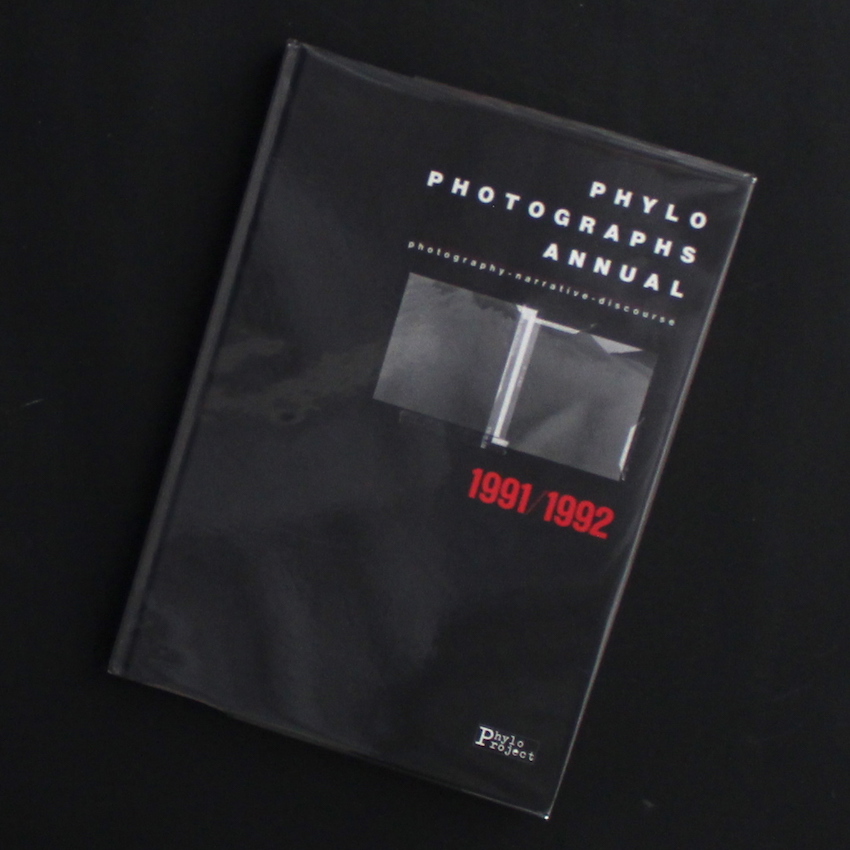 PHYLO
PHOTOGRAPHS
ANNUAL
photography-narrative-discourse
1991/1992
Phylo
Project